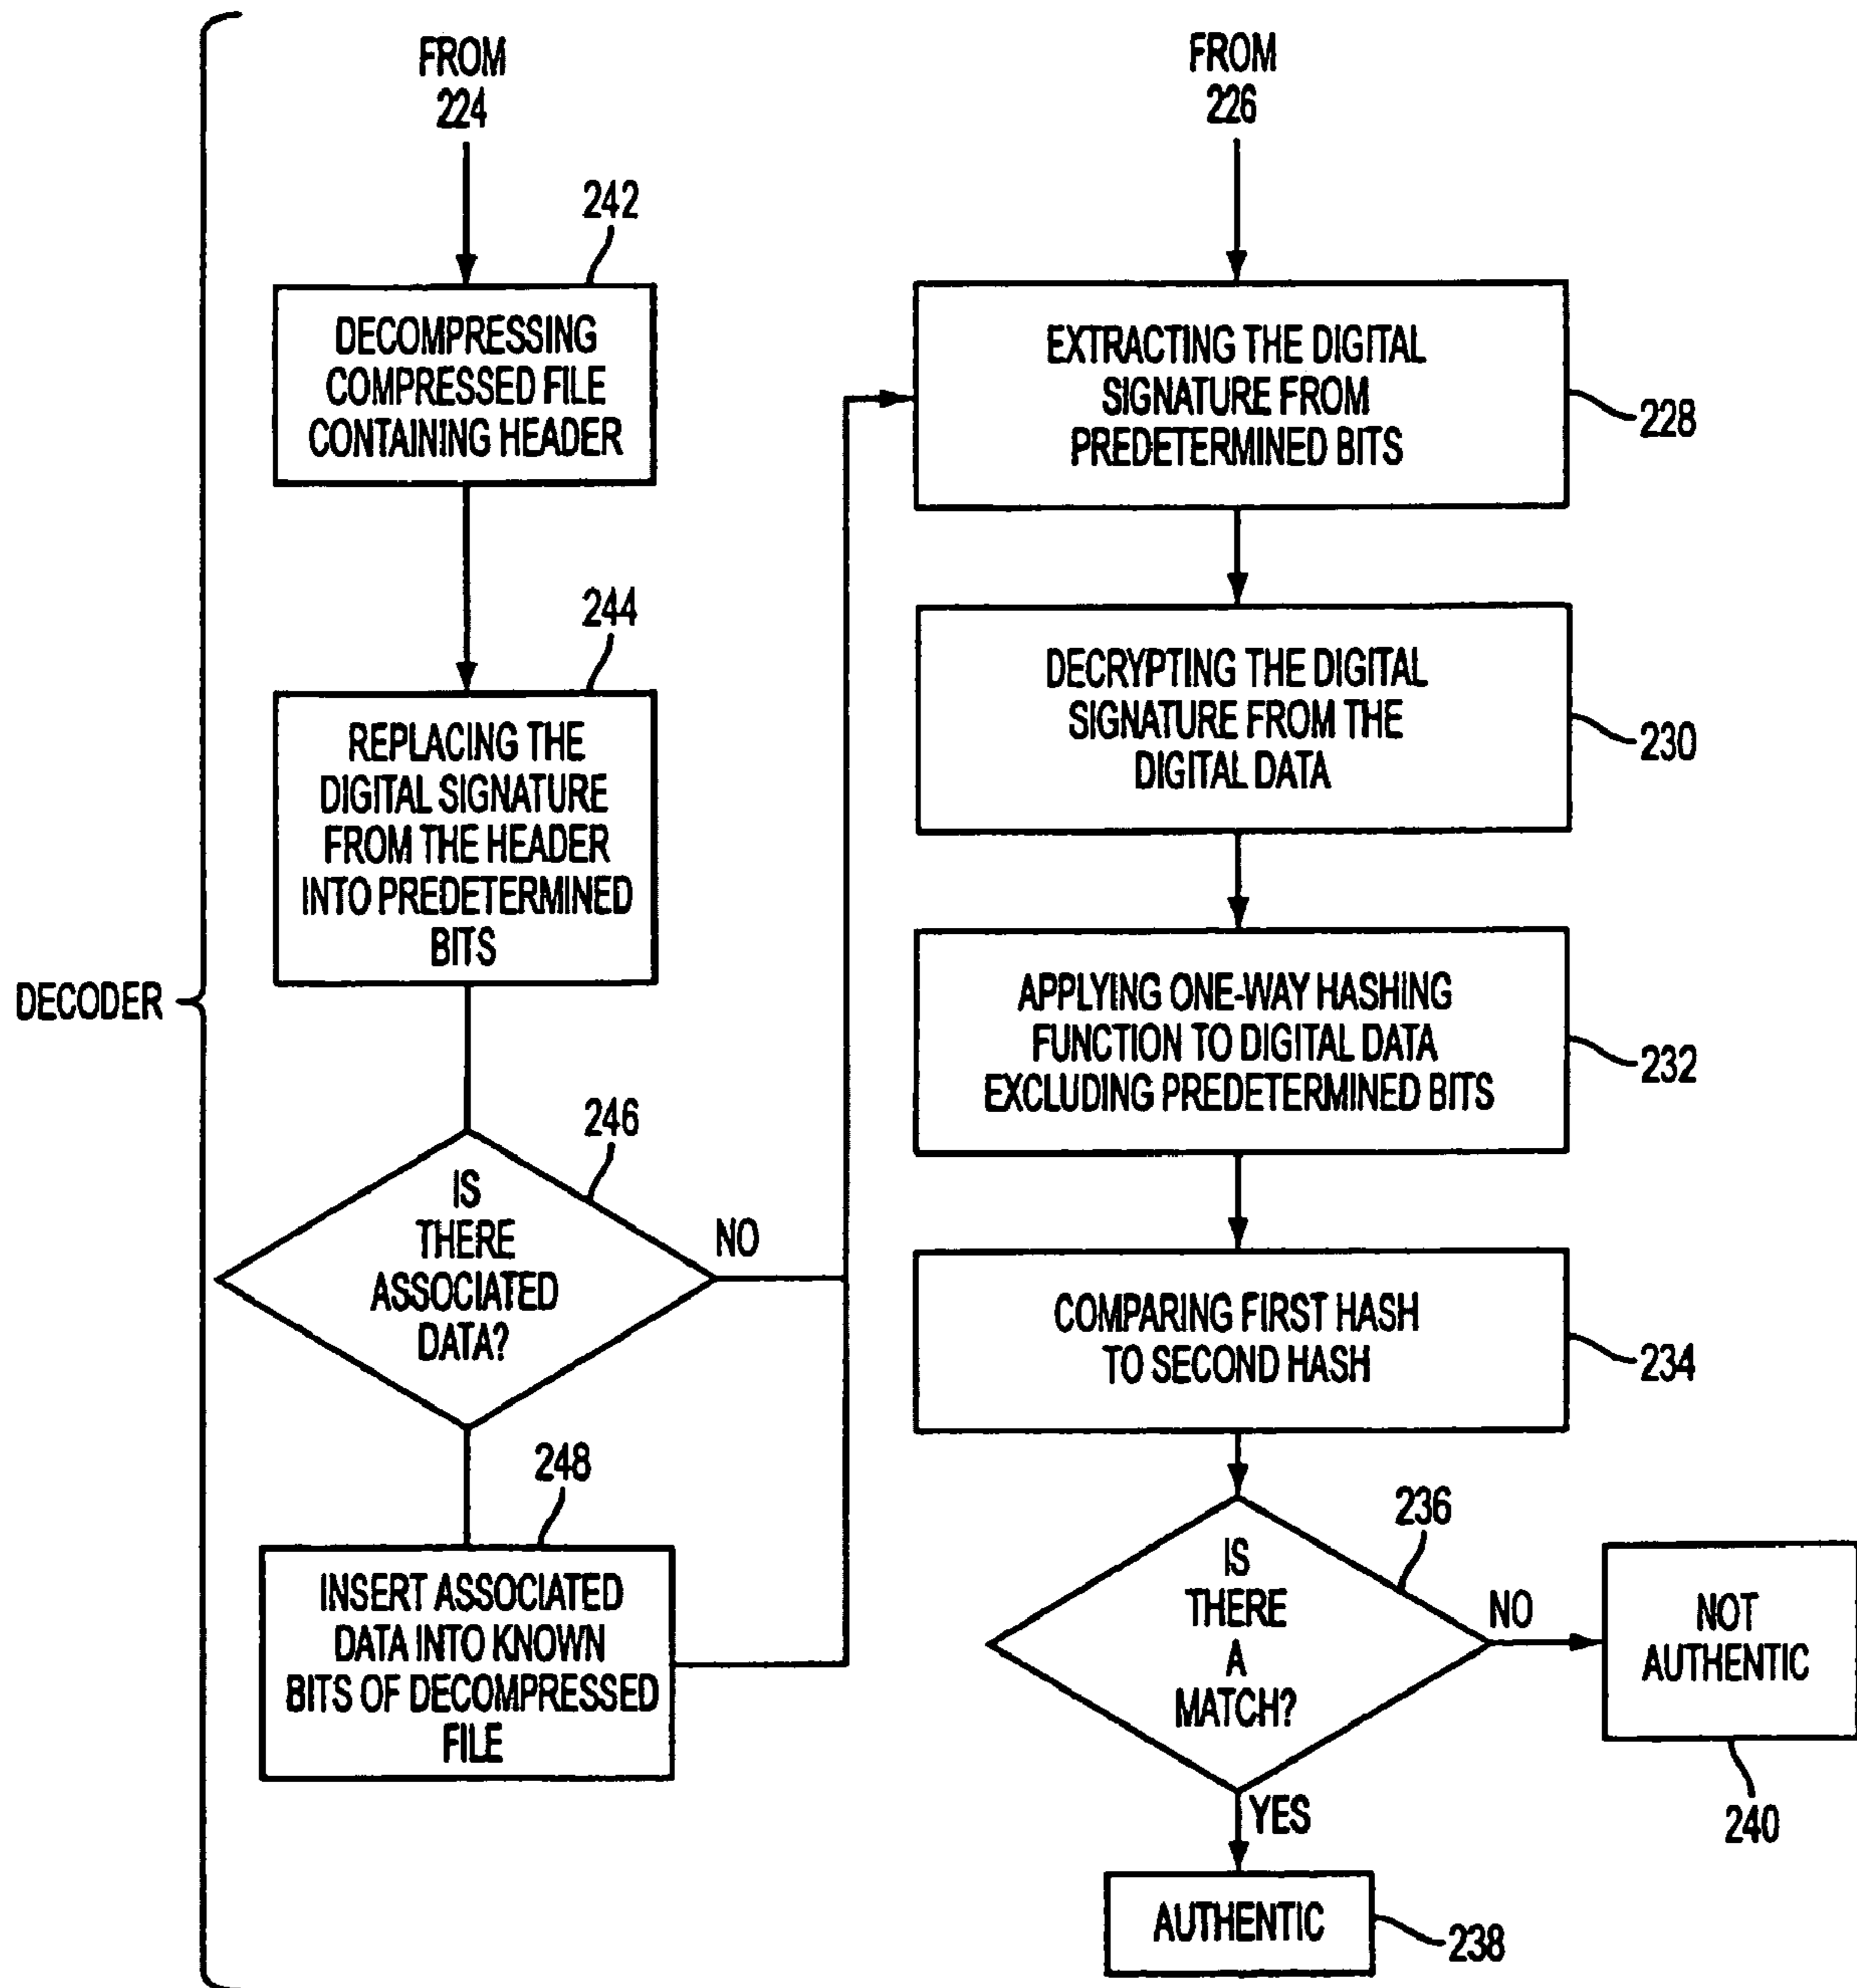 FROM
224
242
DECOMPRESSING
COMPRESSED FILE
CONTAINING HEADER
244
REPLACING THE
DIGITAL SIGNATURE
FROM THE HEADER
INTO PREDETERMINED
BITS
DECODER
246
IS
THERE
ASSOCIATED
DATA?
NO
248
INSERT ASSOCIATED
DATA INTO KNOWN
BITS OF DECOMPRESSED
FILE
FROM
226
EXTRACTING THE DIGITAL
SIGNATURE FROM
PREDETERMINED BITS
228
DECRYPTING THE DIGITAL
SIGNATURE FROM THE
DIGITAL DATA
230
APPLYING ONE-WAY HASHING
FUNCTION TO DIGITAL DATA
EXCLUDING PREDETERMINED BITS
232
COMPARING FIRST HASH
TO SECOND HASH
234
236
IS
THERE
A
MATCH?
NO
NOT
AUTHENTIC
240
YES
AUTHENTIC
238